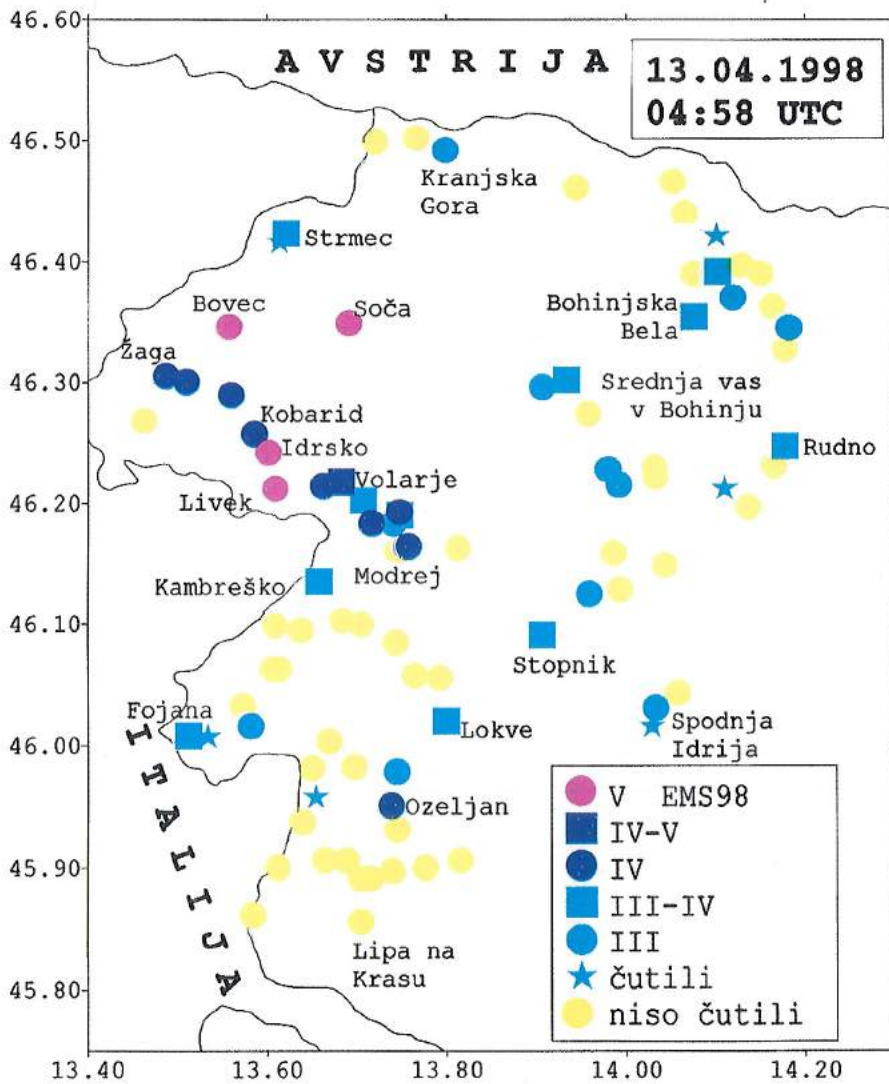 46.60
A V S T R I J A
13.04.1998
04:58 UTC
46.50
Kranjska
Gora
Strmec
46.40
Bovec
Soča
Bohinjska
Bela
Žaga
46.30
Srednja vas
v Bohinju
Kobarid
Idrsko
Rudno
Volarje
Livek
46.20
Modrej
Kambreško
46.10
Stopnik
Fojana
Lokve
Spodnja
Idrija
46.00
I T A L I J A
Ozeljan
V EMS98
IV-V
IV
III-IV
III
čutili
niso čutili
45.90
Lipa na
Krasu
45.80
13.40
13.60
13.80
14.00
14.20